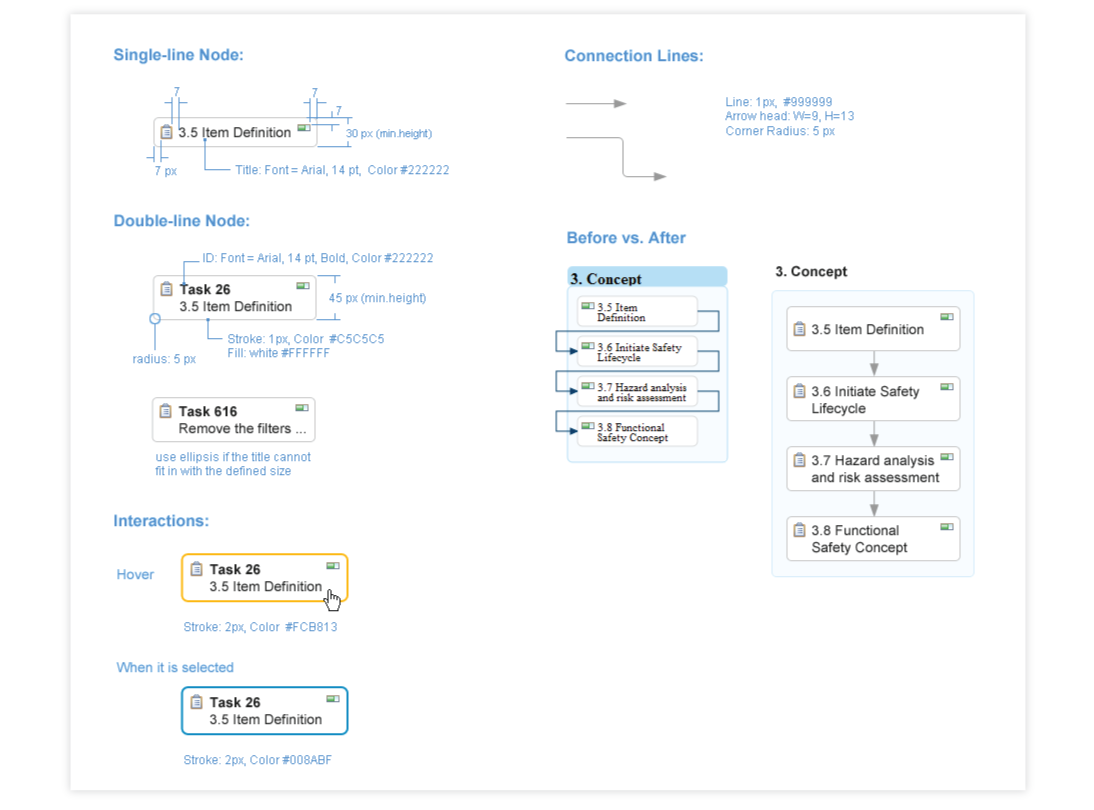 Single-line Node:
7
7
7
3.5 Item Definition
30 px (min.height)
7 px
Title: Font = Arial, 14 pt, Color #222222
Double-line Node:
ID: Font = Arial, 14 pt, Bold, Color #222222
Task 26
3.5 Item Definition
45 px (min.height)
Stroke: 1px, Color #C5C5C5
Fill: white #FFFFFF
radius: 5 px
Task 616
Remove the filters ...
use ellipsis if the title cannot
fit in with the defined size
Interactions:
Hover
Task 26
3.5 Item Definition
Stroke: 2px, Color #FCB813
When it is selected
Task 26
3.5 Item Definition
Stroke: 2px, Color #008ABF
Connection Lines:
Line: 1px, #999999
Arrow head: W=9, H=13
Corner Radius: 5 px
Before vs. After
3. Concept
3.5 Item
Definition
3.6 Initiate Safety
Lifecycle
3.7 Hazard analysis
and risk assessment
3.8 Functional
Safety Concept
3. Concept
3.5 Item Definition
3.6 Initiate Safety
Lifecycle
3.7 Hazard analysis
and risk assessment
3.8 Functional
Safety Concept